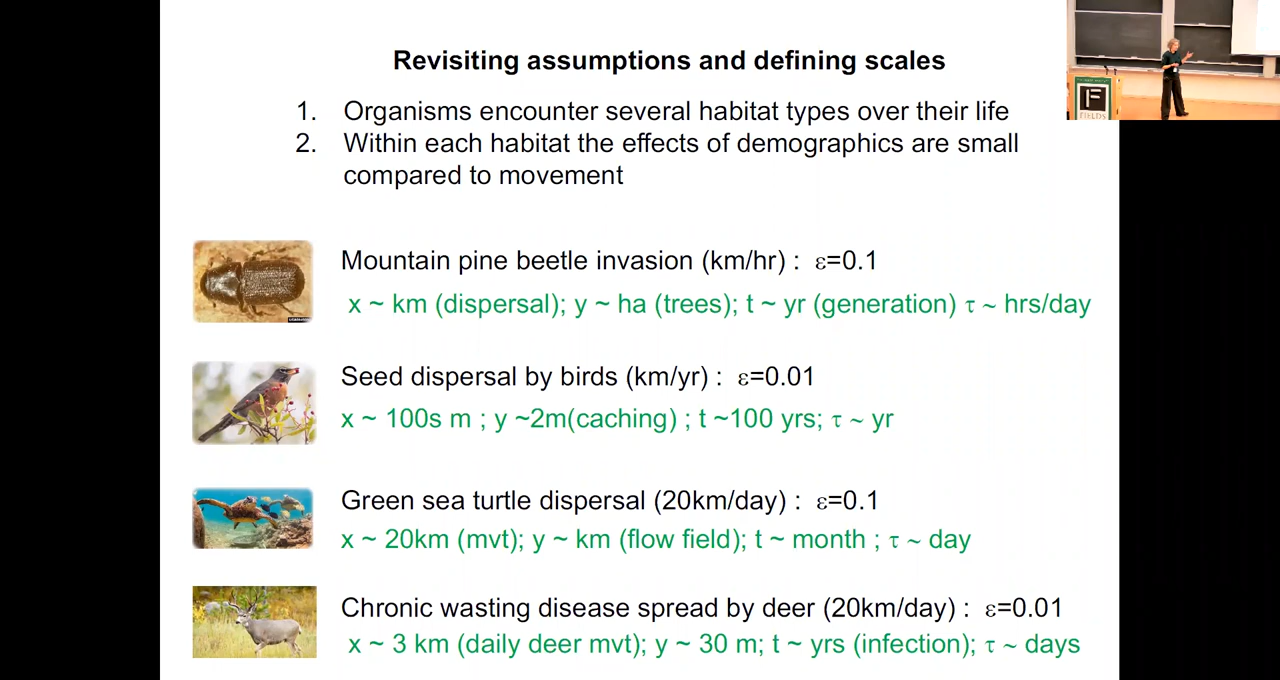 Revisiting assumptions and defining scales
1. Organisms encounter several habitat types over their life
2. Within each habitat the effects of demographics are small
compared to movement
Mountain pine beetle invasion (km/hr) : ε=0.1
x ~ km (dispersal); y ~ ha (trees); t ~ yr (generation) τ ~ hrs/day
Seed dispersal by birds (km/yr) : ε=0.01
x ~ 100s m ; y ~2m(caching) ; t ~100 yrs; τ ~ yr
Green sea turtle dispersal (20km/day) : ε=0.1
x ~ 20km (mvt); y ~ km (flow field); t ~ month ; τ ~ day
Chronic wasting disease spread by deer (20km/day) : ε=0.01
x ~ 3 km (daily deer mvt); y ~ 30 m; t ~ yrs (infection); τ ~ days
F
FIELDS